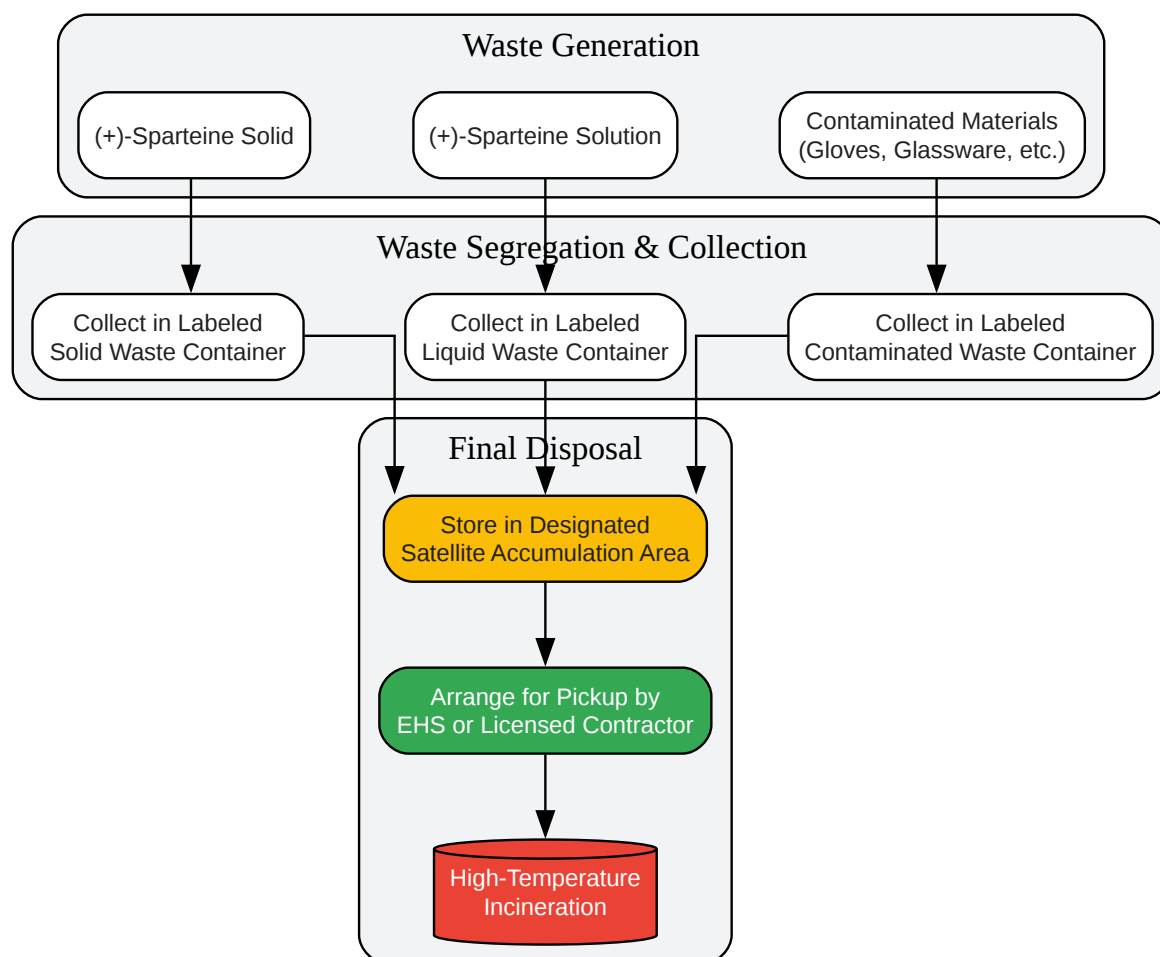 Waste Generation
(+)-Sparteine Solid
(+)-Sparteine Solution
Contaminated Materials
(Gloves, Glassware, etc.)
Waste Segregation & Collection
Collect in Labeled
Solid Waste Container
Collect in Labeled
Liquid Waste Container
Collect in Labeled
Contaminated Waste Container
Final Disposal
Store in Designated
Satellite Accumulation Area
Arrange for Pickup by
EHS or Licensed Contractor
High-Temperature
Incineration